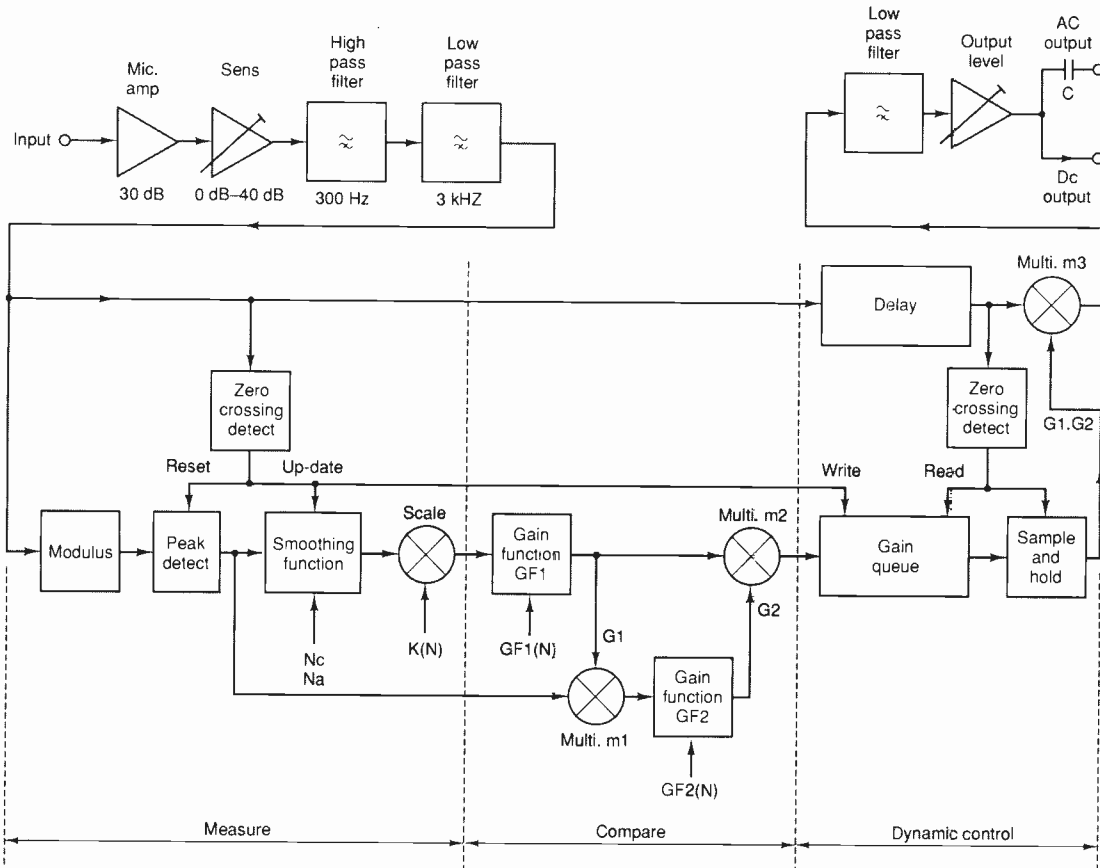 Mic.
amp
Sens
High
pass
filter
Low
pass
filter
Input
30 dB
0 dB–40 dB
300 Hz
3 kHZ
Low
pass
filter
Output
level
AC
output
C
Dc
output
Multi. m3
Delay
Zero
crossing
detect
Zero
crossing
detect
G1.G2
Reset
Up-date
Write
Read
Scale
Multi. m2
Modulus
Peak
detect
Smoothing
function
Gain
function
GF1
Gain
queue
Sample
and
hold
G2
Nc
Na
K(N)
GF1(N)
G1
Gain
function
GF2
Multi. m1
GF2(N)
Measure
Compare
Dynamic control